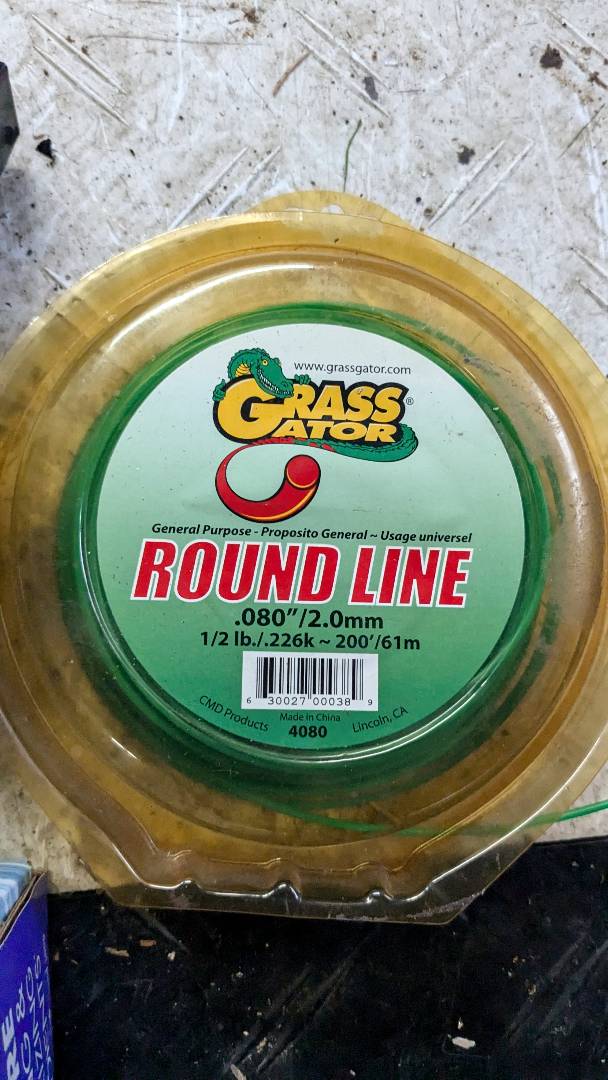 www.grassgator.com
GRASS
GATOR®
General Purpose - Proposito General ~ Usage universel
ROUND LINE
.080"/2.0mm
1/2 lb./.226k ~ 200'/61m
6 30027 00038 9
CMD Products Made in China Lincoln, CA
4080
RE &